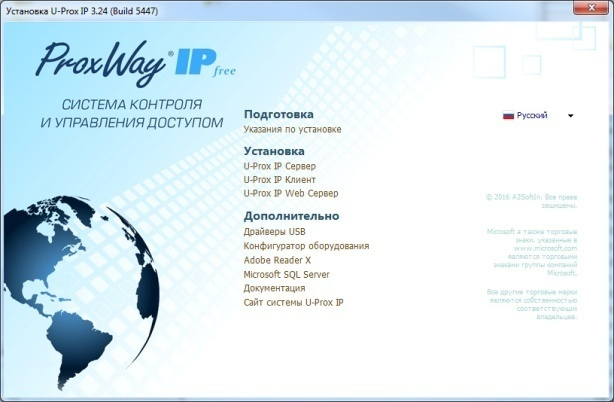 Установка U-Prox IP 3.24 (Build 5447)
ProxWay® IP free
СИСТЕМА КОНТРОЛЯ
И УПРАВЛЕНИЯ ДОСТУПОМ
Подготовка
Указания по установке
Русский
Установка
U-Prox IP Сервер
U-Prox IP Клиент
U-Prox IP Web Сервер
Дополнительно
Драйверы USB
Конфигуратор оборудования
Adobe Reader X
Microsoft SQL Server
Документация
Сайт системы U-Prox IP
© 2016 A2SoftIn. Все права
защищены.
Microsoft а также торговые
знаки, указанные в
www.microsoft.com
являются торговыми
знаками группы компаний
Microsoft.
Все другие торговые марки
являются собственностью
соответствующих
владельцев.